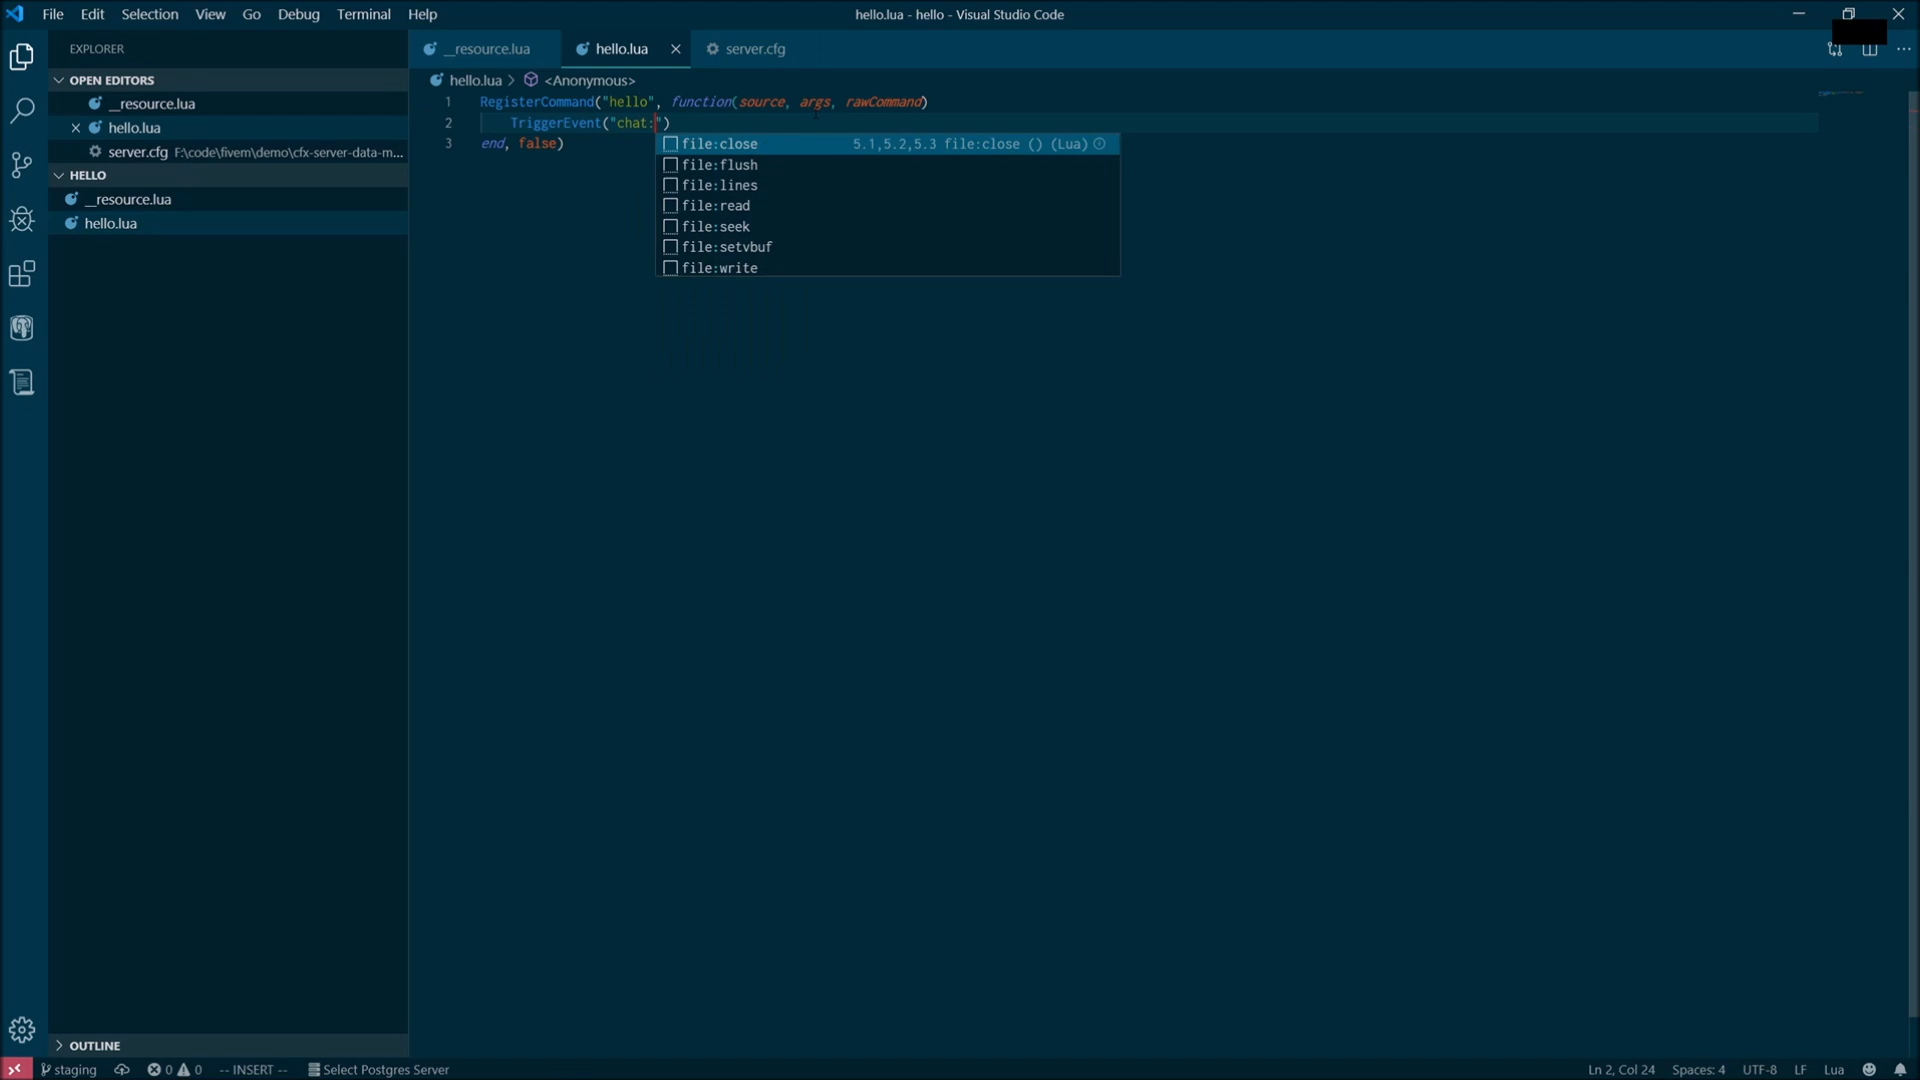 File Edit Selection View Go Debug Terminal Help
hello.lua - hello - Visual Studio Code
EXPLORER
OPEN EDITORS
__resource.lua
hello.lua
server.cfg F:\code\fivem\demo\cfx-server-data-m...
HELLO
__resource.lua
hello.lua
OUTLINE
__resource.lua hello.lua server.cfg
hello.lua > <Anonymous>
1 RegisterCommand("hello", function(source, args, rawCommand)
2 TriggerEvent("chat:")
3 end, false)
file:close 5.1,5.2,5.3 file:close () (Lua)
file:flush
file:lines
file:read
file:seek
file:setvbuf
file:write
staging 0 0 -- INSERT -- Select Postgres Server Ln 2, Col 24 Spaces: 4 UTF-8 LF Lua